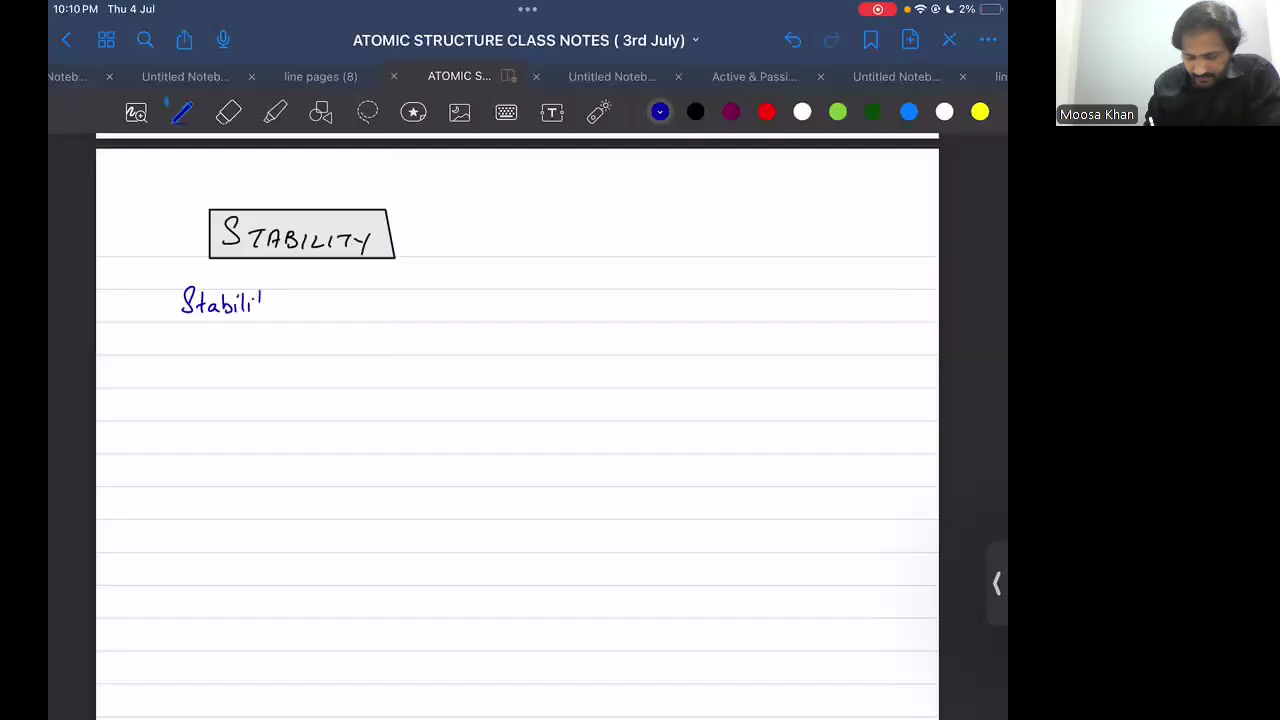 10:10 PM Thu 4 Jul
2%
ATOMIC STRUCTURE CLASS NOTES ( 3rd July)
Noteb...
Untitled Noteb...
line pages (8)
ATOMIC S...
Untitled Noteb...
Active & Passi...
Untitled Noteb...
lin
T
STABILITY
Stabili
Moosa Khan